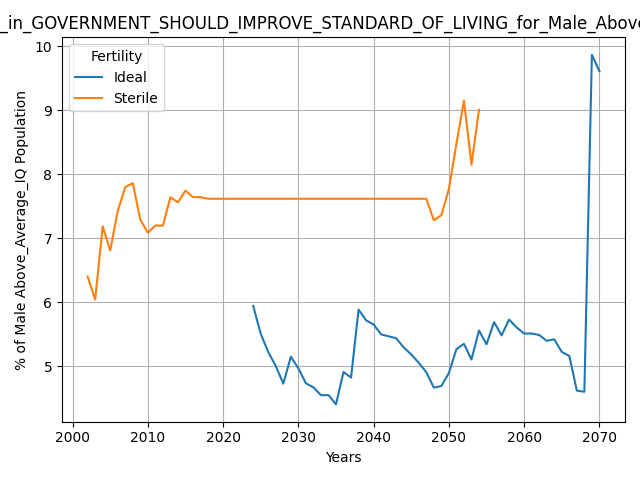 _in_GOVERNMENT_SHOULD_IMPROVE_STANDARD_OF_LIVING_for_Male_Above
Fertility
Ideal
Sterile
% of Male Above_Average_IQ Population
10
9
8
7
6
5
2000 2010 2020 2030 2040 2050 2060 2070
Years